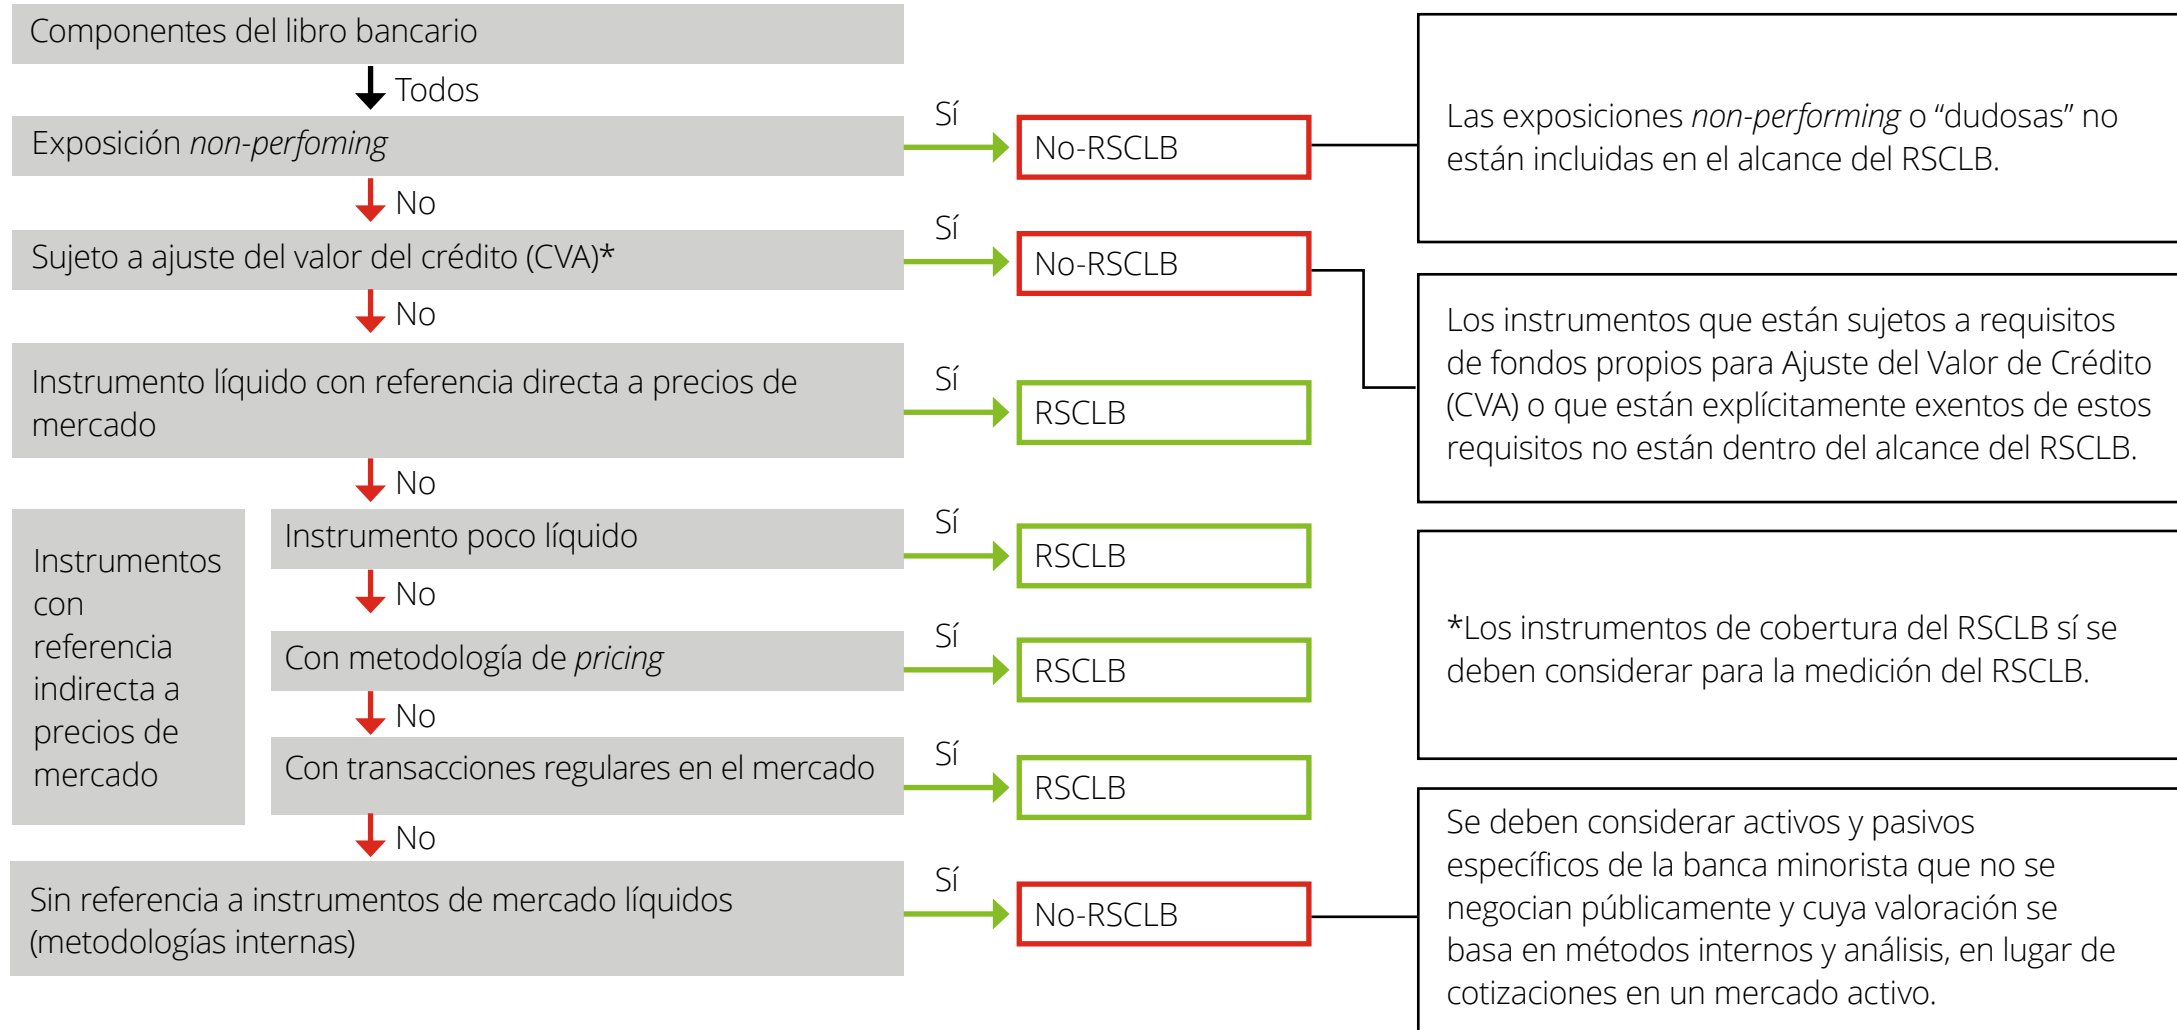 Componentes del libro bancario
Todos
Exposición non-perfoming
Sí
No-RSCLB
Las exposiciones non-performing o “dudosas” no
están incluidas en el alcance del RSCLB.
No
Sujeto a ajuste del valor del crédito (CVA)*
Sí
No-RSCLB
Los instrumentos que están sujetos a requisitos
de fondos propios para Ajuste del Valor de Crédito
(CVA) o que están explícitamente exentos de estos
requisitos no están dentro del alcance del RSCLB.
No
Instrumento líquido con referencia directa a precios de
mercado
Sí
RSCLB
No
Instrumentos
con
referencia
indirecta a
precios de
mercado
Instrumento poco líquido
Sí
RSCLB
No
Con metodología de pricing
Sí
RSCLB
*Los instrumentos de cobertura del RSCLB sí se
deben considerar para la medición del RSCLB.
No
Con transacciones regulares en el mercado
Sí
RSCLB
No
Sin referencia a instrumentos de mercado líquidos
(metodologías internas)
Sí
No-RSCLB
Se deben considerar activos y pasivos
específicos de la banca minorista que no se
negocian públicamente y cuya valoración se
basa en métodos internos y análisis, en lugar de
cotizaciones en un mercado activo.